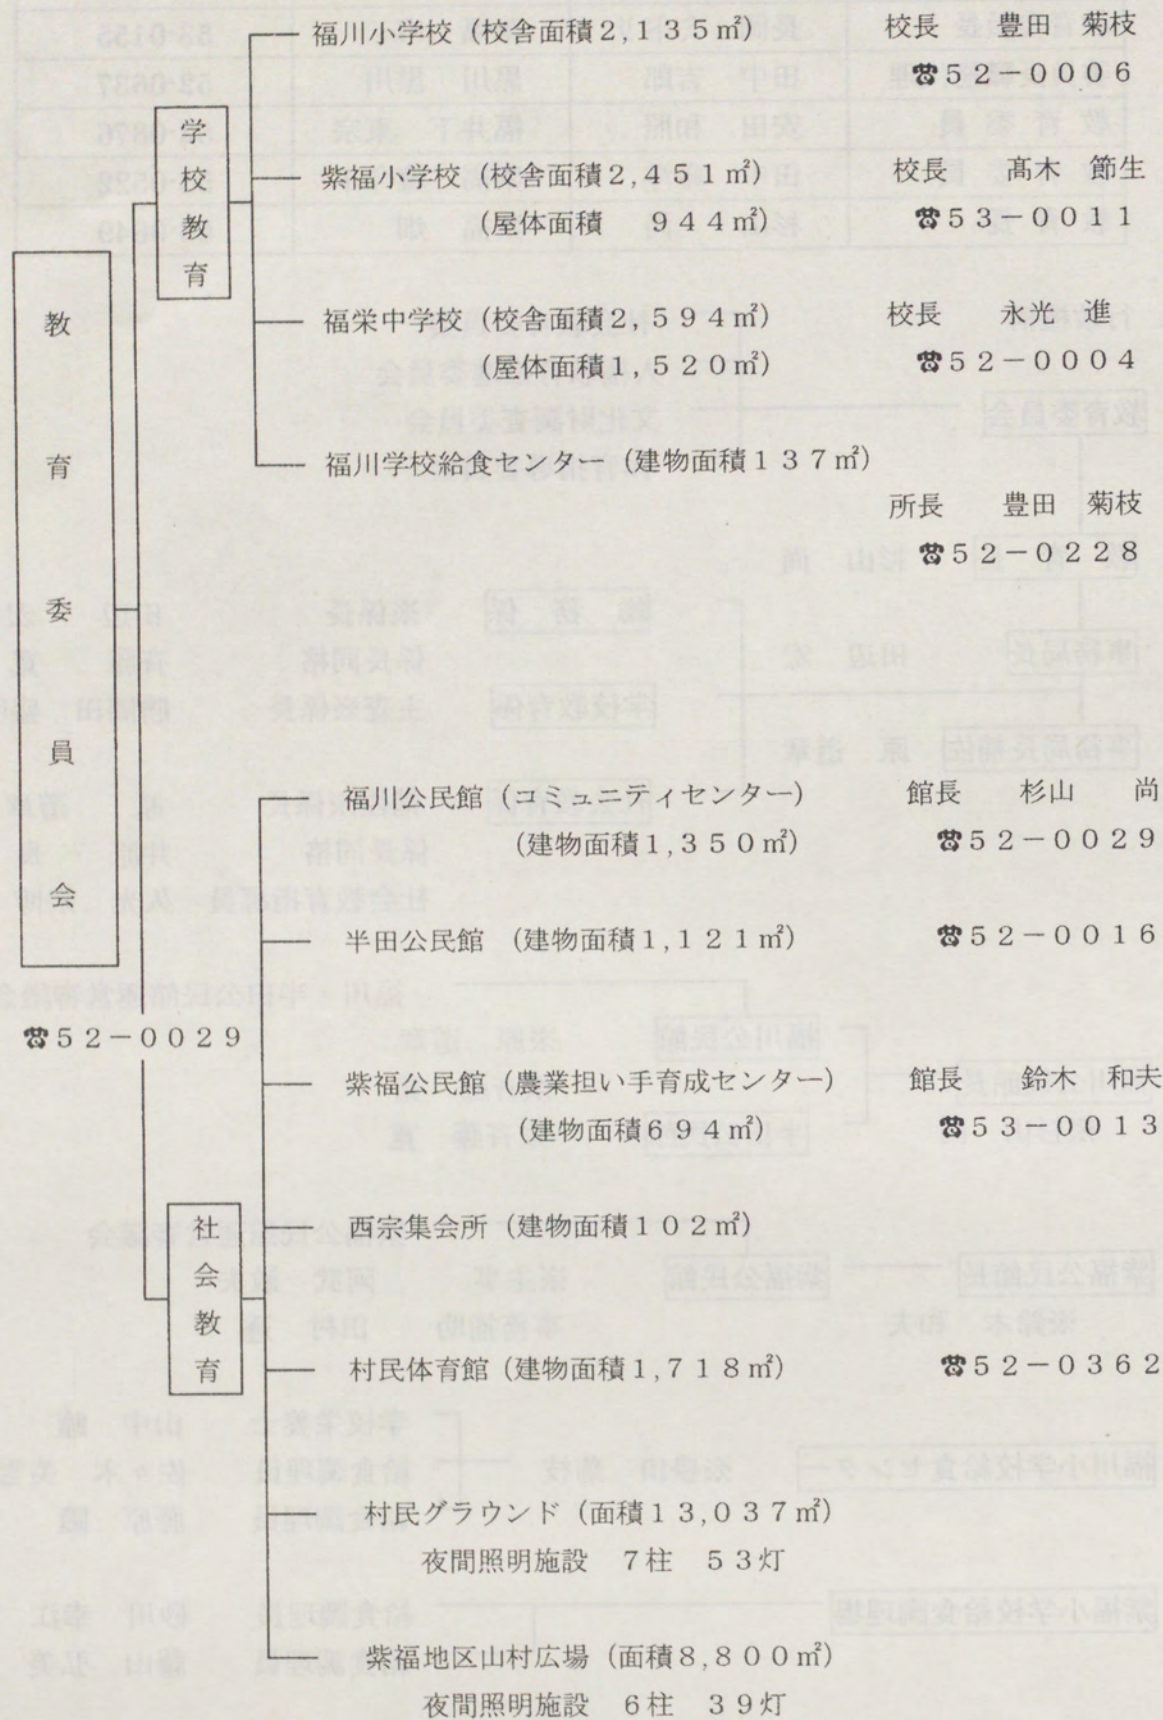 福川小学校（校舎面積２,１３５㎡）　校長　豊田　菊枝
☎５２－０００６
学校教育
紫福小学校（校舎面積２,４５１㎡）　校長　髙木　節生
（屋体面積　９４４㎡）　☎５３－００１１
福栄中学校（校舎面積２,５９４㎡）　校長　永光　進
（屋体面積１,５２０㎡）　☎５２－０００４
福川学校給食センター（建物面積１３７㎡）
所長　豊田　菊枝
☎５２－０２２８
教育委員会
☎５２－００２９
福川公民館（コミュニティセンター）　館長　杉山　尚
（建物面積１,３５０㎡）　☎５２－００２９
半田公民館　（建物面積１,１２１㎡）　☎５２－００１６
紫福公民館（農業担い手育成センター）　館長　鈴木　和夫
（建物面積６９４㎡）　☎５３－００１３
社会教育
西宗集会所（建物面積１０２㎡）
村民体育館（建物面積１,７１８㎡）　☎５２－０３６２
村民グラウンド（面積１３,０３７㎡）
夜間照明施設　７柱　５３灯
紫福地区山村広場（面積８,８００㎡）
夜間照明施設　６柱　３９灯